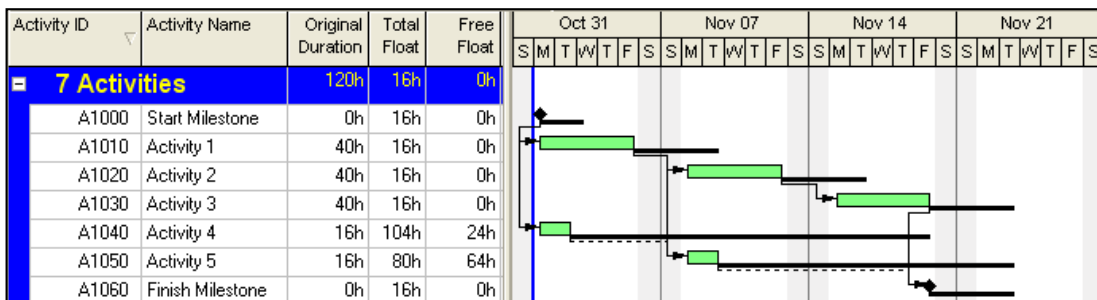 Activity ID Activity Name Original Duration Total Float Free Float Oct 31 Nov 07 Nov 14 Nov 21
S M T W T F S S M T W T F S S M T W T F S S M T W T F S
7 Activities 120h 16h 0h
A1000 Start Milestone 0h 16h 0h
A1010 Activity 1 40h 16h 0h
A1020 Activity 2 40h 16h 0h
A1030 Activity 3 40h 16h 0h
A1040 Activity 4 16h 104h 24h
A1050 Activity 5 16h 80h 64h
A1060 Finish Milestone 0h 16h 0h